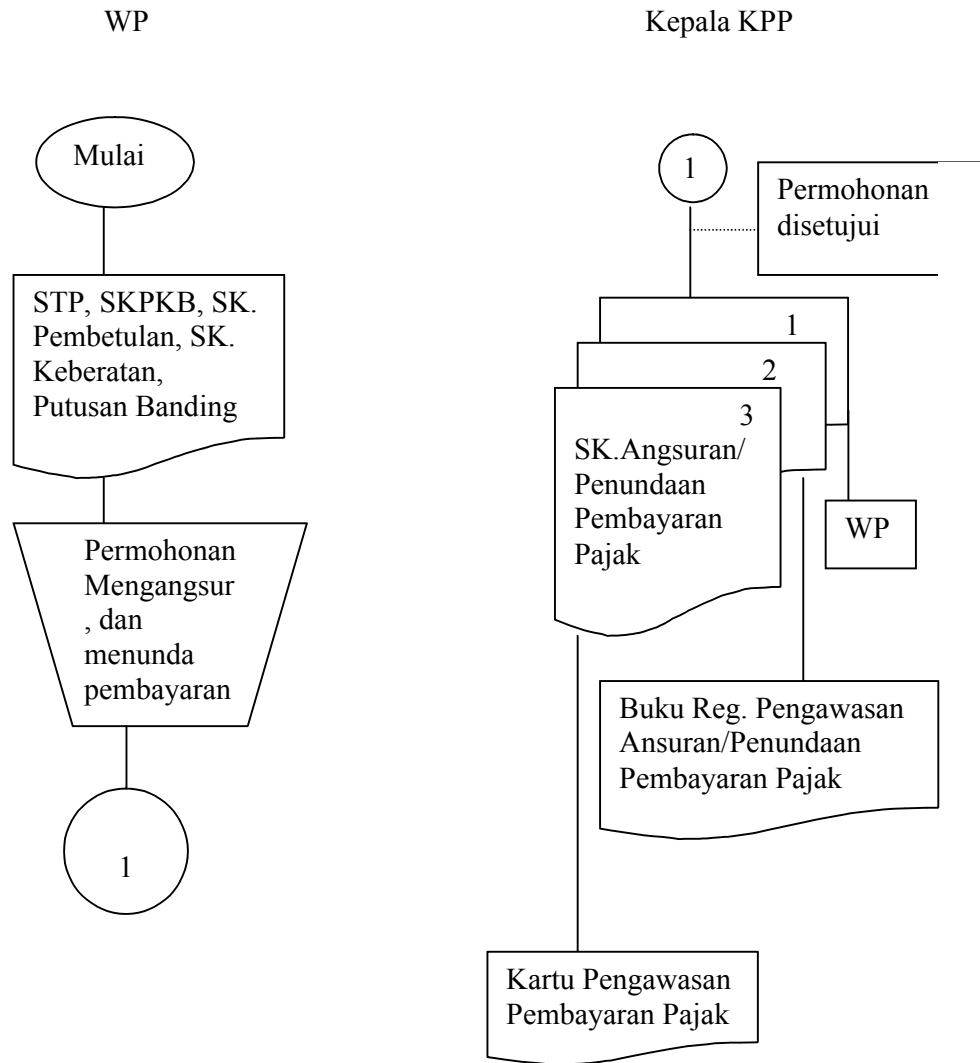 WP
Mulai
STP, SKPKB, SK.
Pembetulan, SK.
Keberatan,
Putusan Banding
Permohonan
Mengangsur
, dan
menunda
pembayaran
1
Kepala KPP
1
Permohonan
disetujui
1
2
3
SK.Angsuran/
Penundaan
Pembayaran
Pajak
WP
Buku Reg. Pengawasan
Ansuran/Penundaan
Pembayaran Pajak
Kartu Pengawasan
Pembayaran Pajak